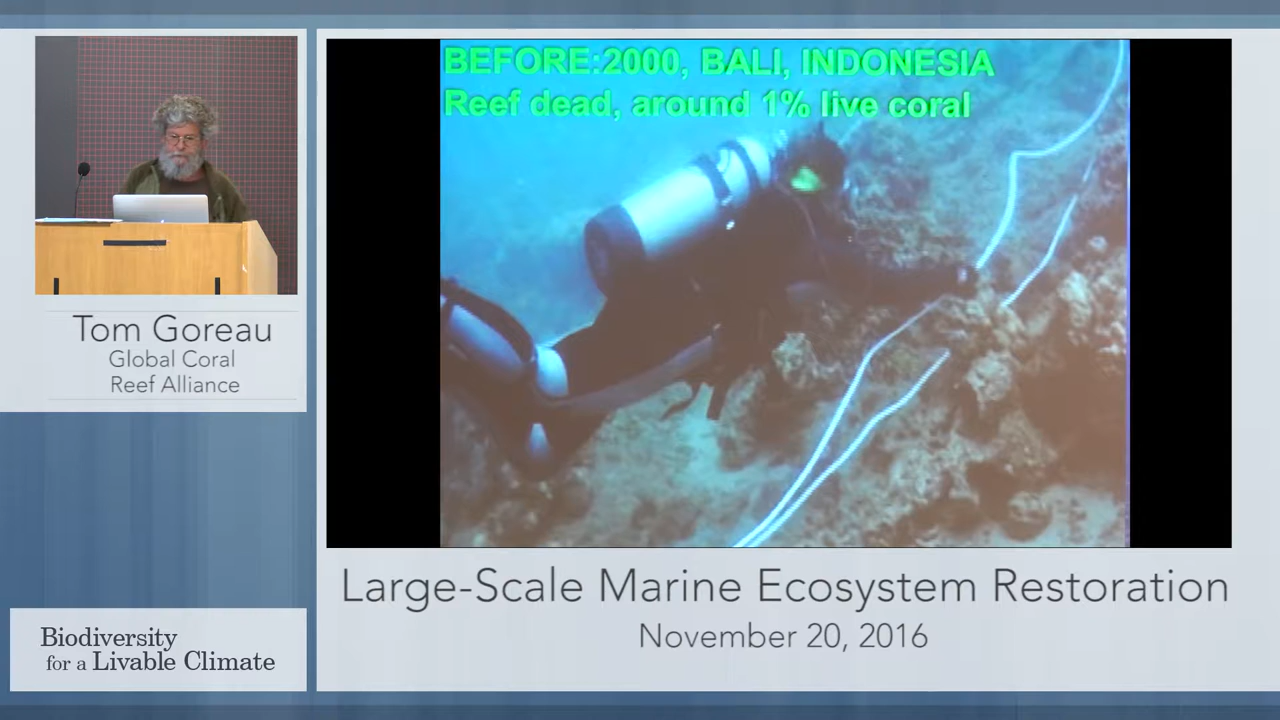 BEFORE:2000, BALI, INDONESIA
Reef dead, around 1% live coral
Tom Goreau
Global Coral
Reef Alliance
Large-Scale Marine Ecosystem Restoration
November 20, 2016
Biodiversity
for a Livable Climate